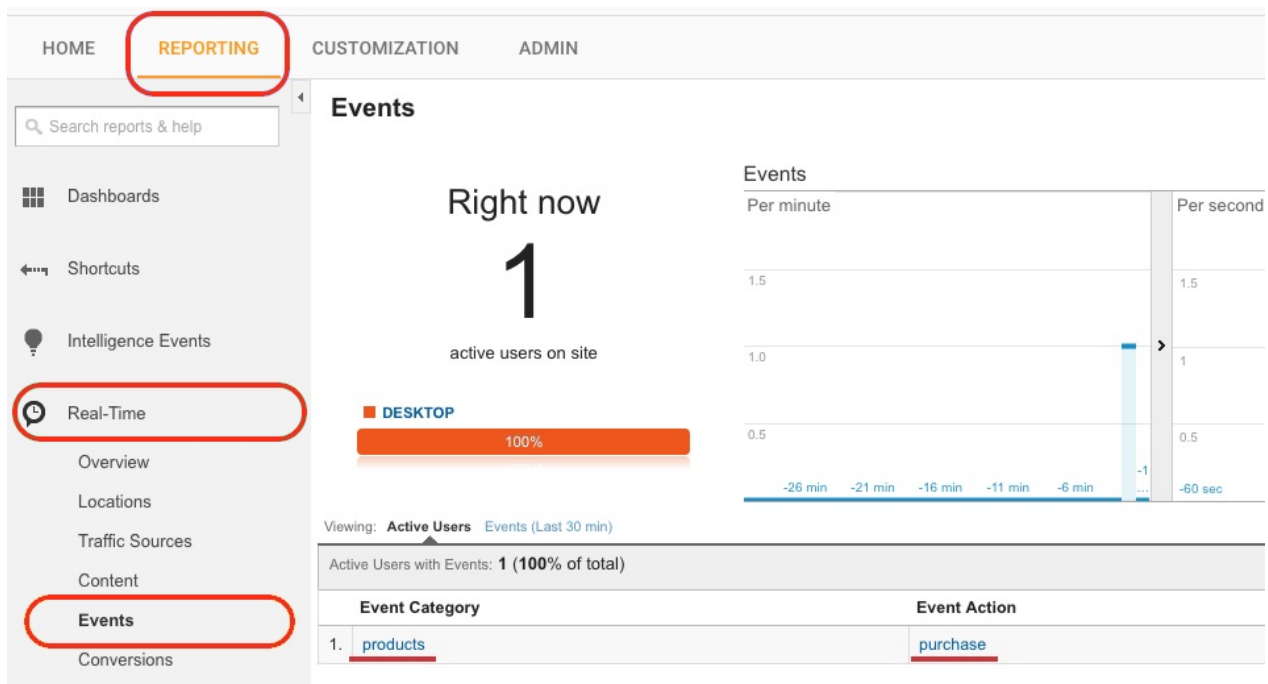 HOME REPORTING CUSTOMIZATION ADMIN
Search reports & help
Dashboards
Shortcuts
Intelligence Events
Real-Time
Overview
Locations
Traffic Sources
Content
Events
Conversions
Events
Right now
1
active users on site
DESKTOP
100%
Events
Per minute
1.5
1.0
0.5
-26 min -21 min -16 min -11 min -6 min -1 ...
Per second
1.5
1
0.5
-60 sec
Viewing: Active Users Events (Last 30 min)
Active Users with Events: 1 (100% of total)
Event Category Event Action
1. products purchase